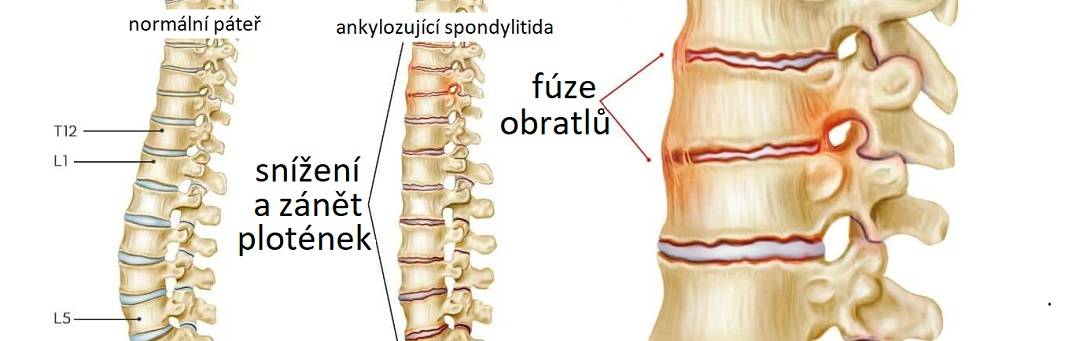 normální páteř
ankylozující spondylitida
T12
L1
L5
snížení
a zánět
plotének
fúze
obratlů